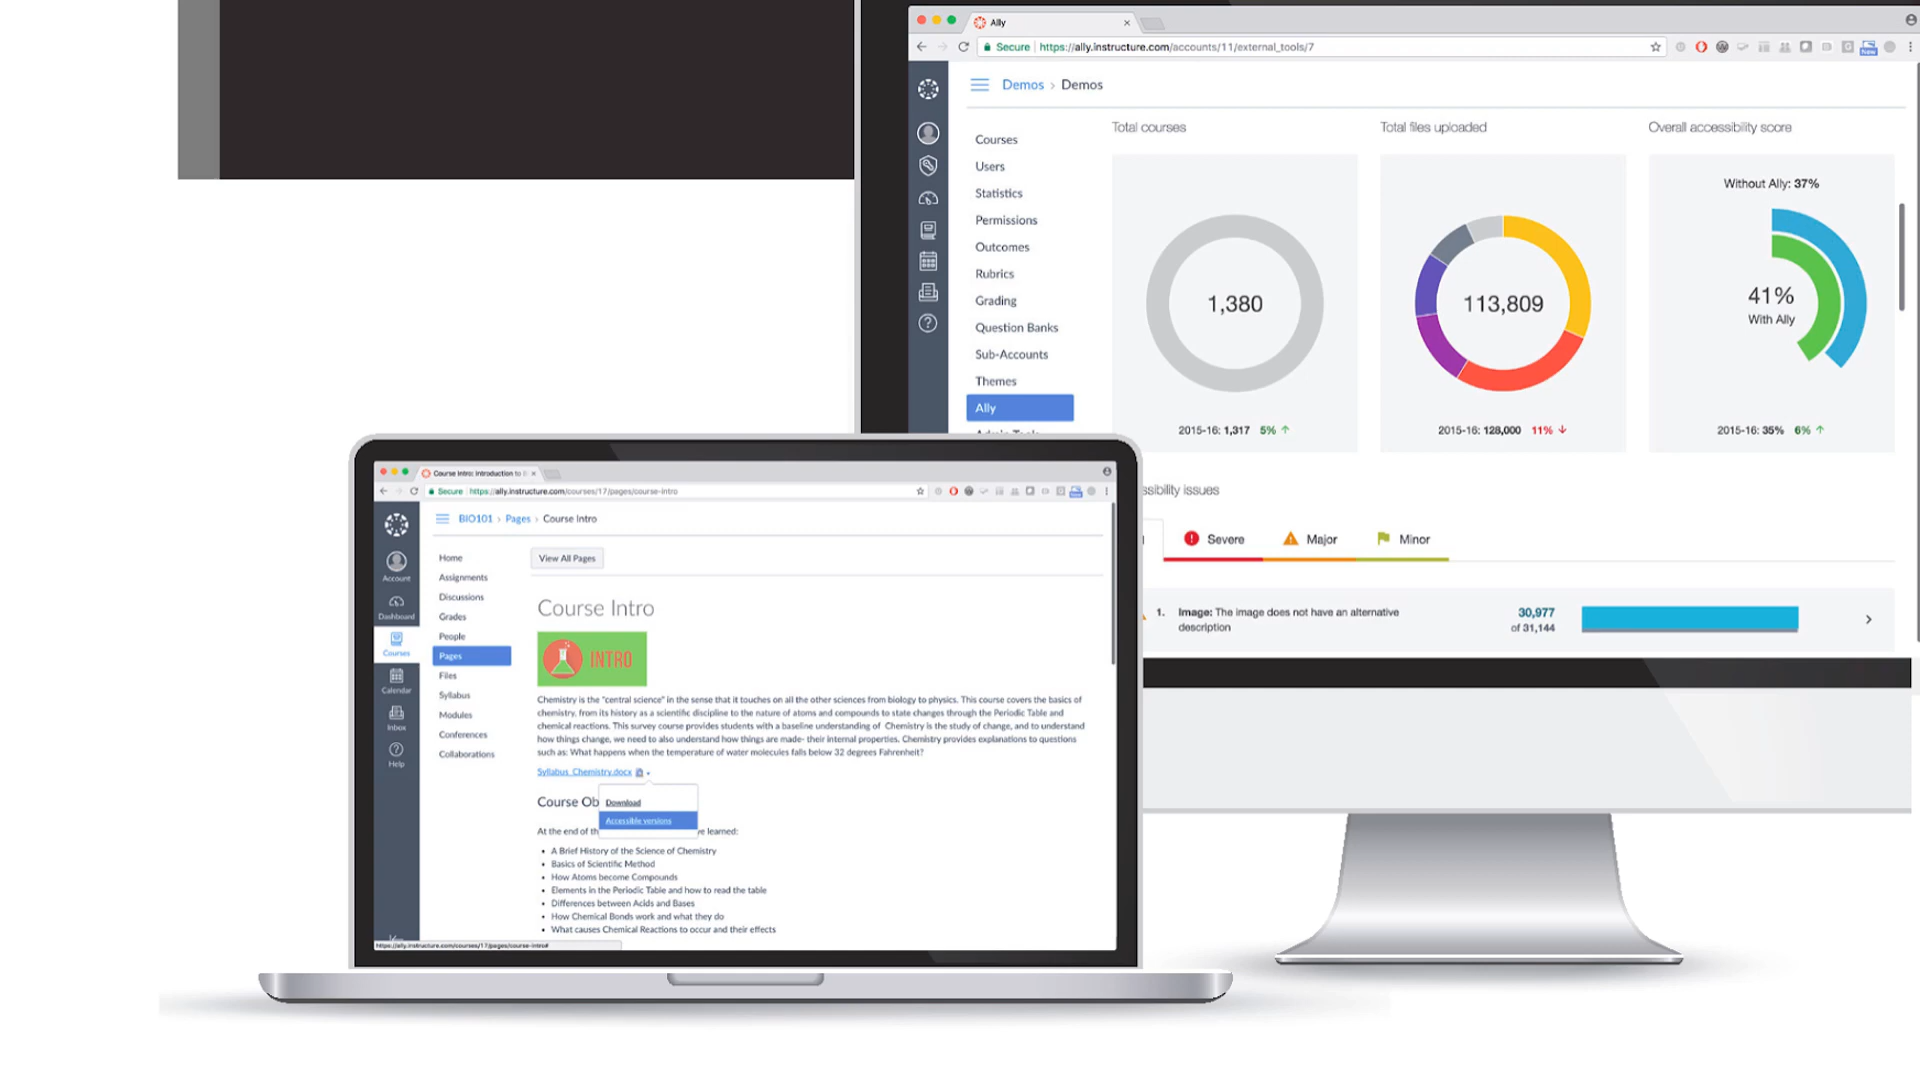 Ally
Secure https://ally.instructure.com/accounts/11/external_tools/7
Demos › Demos
Courses
Users
Statistics
Permissions
Outcomes
Rubrics
Grading
Question Banks
Sub-Accounts
Themes
Ally
Admin Tools
Total courses
1,380
2015-16: 1,317 5%
Total files uploaded
113,809
2015-16: 128,000 11%
Overall accessibility score
Without Ally: 37%
41%
With Ally
2015-16: 35% 6%
ssibility issues
Severe
Major
Minor
1. Image: The image does not have an alternative
description
30,977
of 31,144
Course Intro: Introduction to
Secure https://ally.instructure.com/courses/17/pages/course-intro
BIO101 › Pages › Course Intro
Account
Dashboard
Courses
Calendar
Inbox
Help
Home
Assignments
Discussions
Grades
People
Pages
Files
Syllabus
Modules
Conferences
Collaborations
View All Pages
Course Intro
INTRO
Chemistry is the "central science" in the sense that it touches on all the other sciences from biology to physics. This course covers the basics of
chemistry, from its history as a scientific discipline to the nature of atoms and compounds to state changes through the Periodic Table and
chemical reactions. This survey course provides students with a baseline understanding of Chemistry is the study of change, and to understand
how things change, we need to also understand how things are made- their internal properties. Chemistry provides explanations to questions
such as: What happens when the temperature of water molecules falls below 32 degrees Fahrenheit?
Syllabus_Chemistry.docx
Download
Accessible versions
Course Ob
At the end of th ve learned:
• A Brief History of the Science of Chemistry
• Basics of Scientific Method
• How Atoms become Compounds
• Elements in the Periodic Table and how to read the table
• Differences between Acids and Bases
• How Chemical Bonds work and what they do
• What causes Chemical Reactions to occur and their effects
https://ally.instructure.com/courses/17/pages/course-intro#